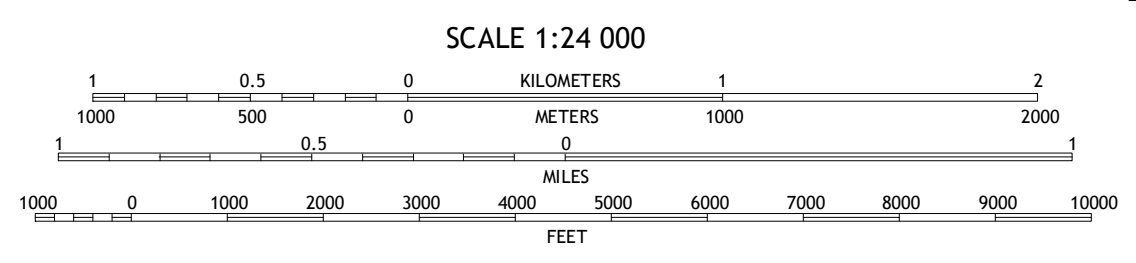 SCALE 1:24 000
1 0.5 0 KILOMETERS 1 2
1000 500 0 METERS 1000 2000
1 0.5 0 1
MILES
1000 0 1000 2000 3000 4000 5000 6000 7000 8000 9000 10000
FEET